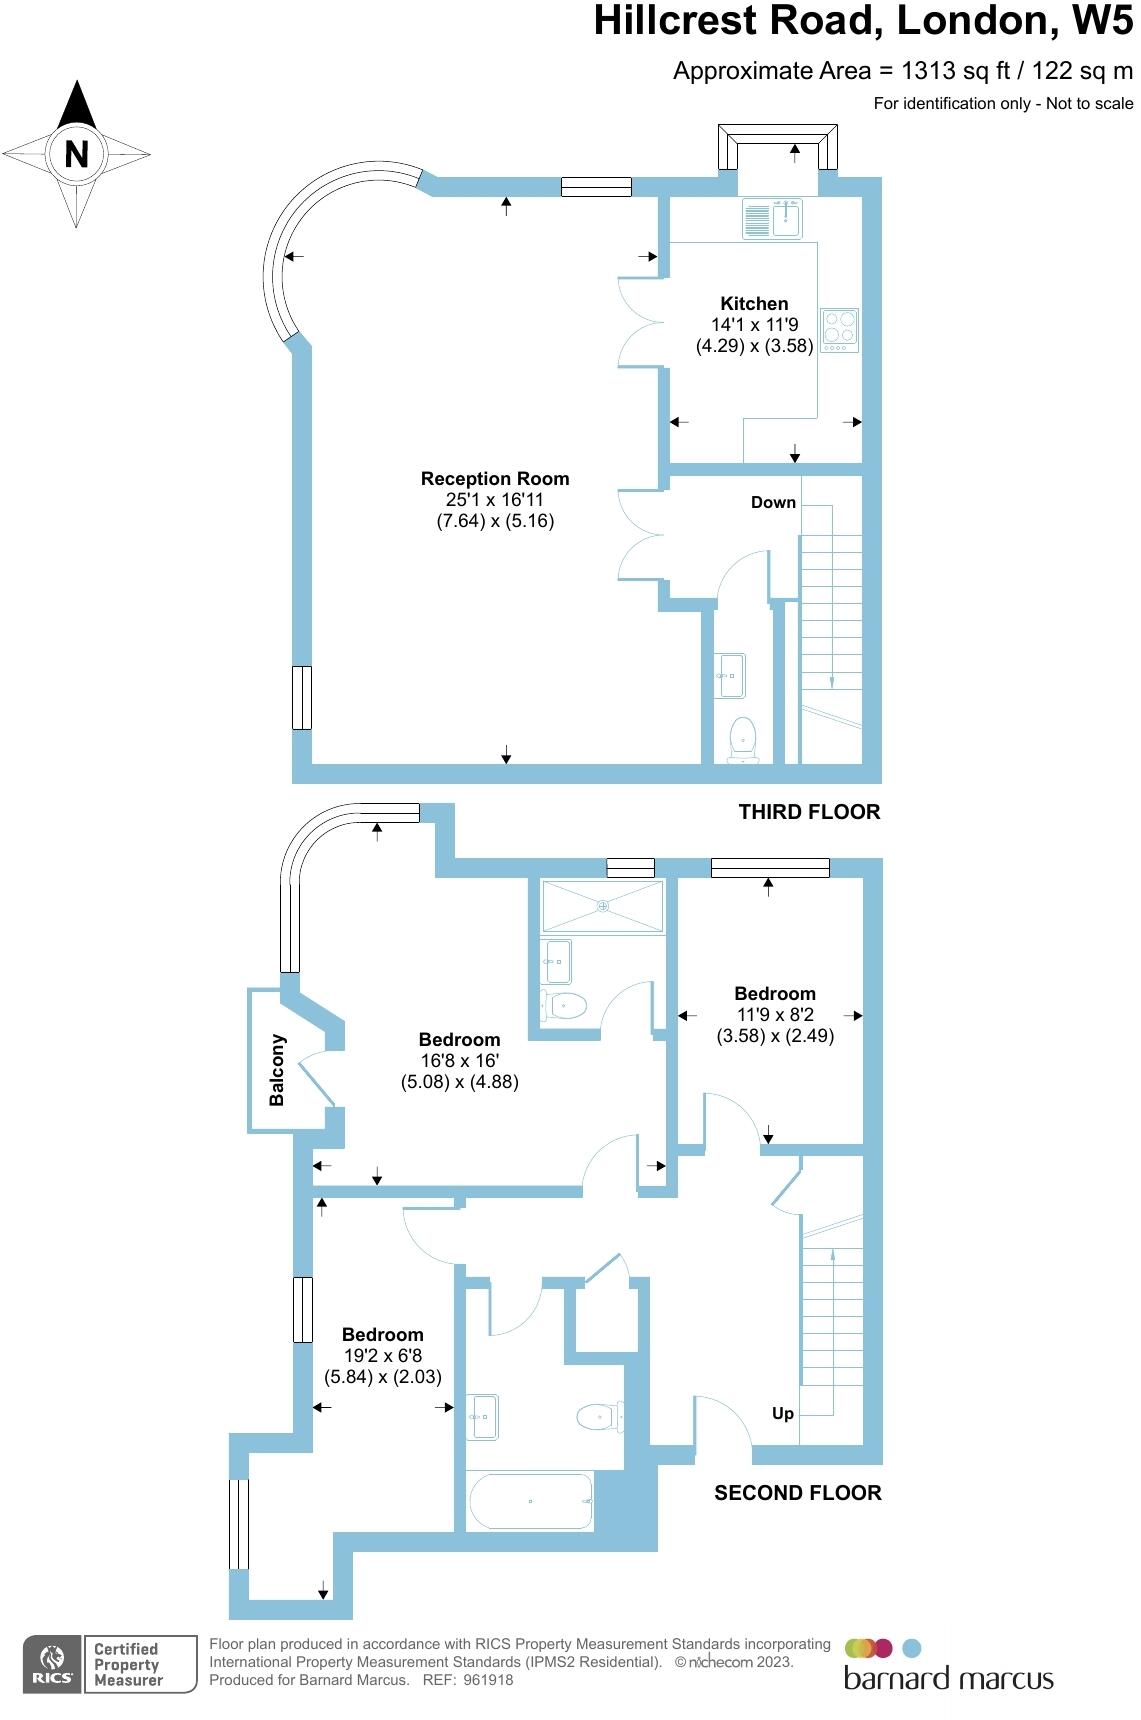 Hillcrest Road, London, W5
Approximate Area = 1313 sq ft / 122 sq m
For identification only - Not to scale
N
Kitchen
14'1 x 11'9
(4.29) x (3.58)
Reception Room
25'1 x 16'11
(7.64) x (5.16)
Down
THIRD FLOOR
Bedroom
11'9 x 8'2
(3.58) x (2.49)
Bedroom
16'8 x 16'
(5.08) x (4.88)
Balcony
Bedroom
19'2 x 6'8
(5.84) x (2.03)
Up
SECOND FLOOR
RICS
Certified
Property
Measurer
Floor plan produced in accordance with RICS Property Measurement Standards incorporating
International Property Measurement Standards (IPMS2 Residential). © nichecom 2023.
Produced for Barnard Marcus. REF: 961918
barnard marcus